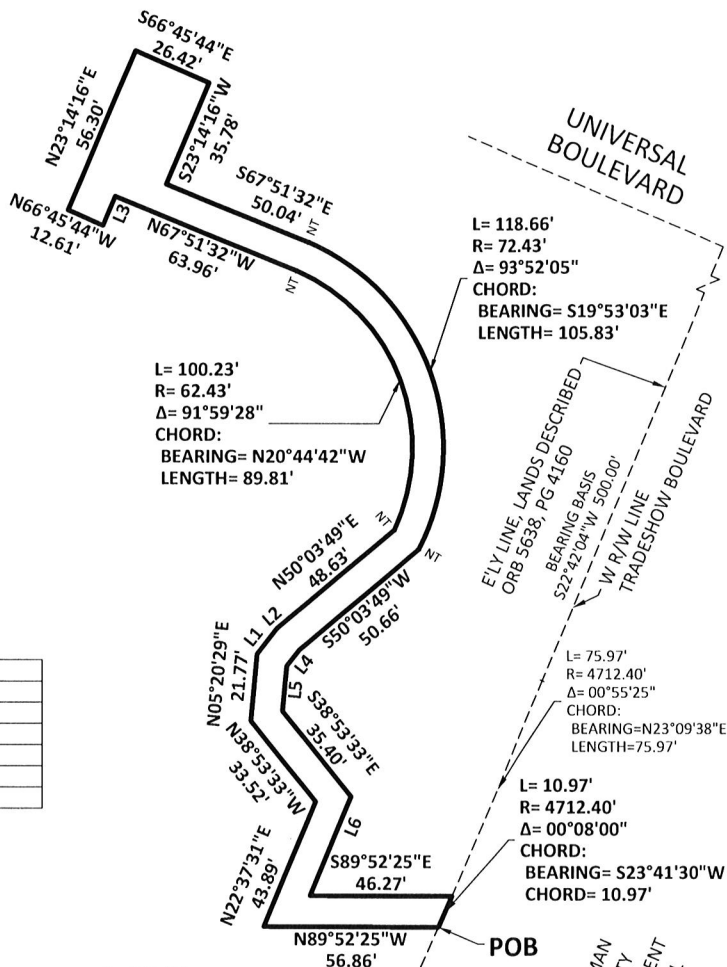 S66°45'44"E
26.42'
N23°14'16"E
56.30'
S23°14'16"W
35.78'
UNIVERSAL
BOULEVARD
S67°51'32"E
50.04'
NT
L3
N66°45'44"W
12.61'
N67°51'32"W
63.96'
NT
L= 118.66'
R= 72.43'
Δ= 93°52'05"
CHORD:
BEARING= S19°53'03"E
LENGTH= 105.83'
L= 100.23'
R= 62.43'
Δ= 91°59'28"
CHORD:
BEARING= N20°44'42"W
LENGTH= 89.81'
E'LY LINE, LANDS DESCRIBED
ORB 5638, PG 4160
BEARING BASIS
S22°42'04"W 500.00'
W R/W LINE
TRADESHOW BOULEVARD
NT
NT
N50°03'49"E
48.63'
S50°03'49"W
50.66'
L1
L2
L4
L5
N05°20'29"E
21.77'
S38°53'33"E
35.40'
N38°53'33"W
33.52'
L6
L= 75.97'
R= 4712.40'
Δ= 00°55'25"
CHORD:
BEARING=N23°09'38"E
LENGTH=75.97'
L= 10.97'
R= 4712.40'
Δ= 00°08'00"
CHORD:
BEARING= S23°41'30"W
CHORD= 10.97'
N22°37'31"E
43.89'
S89°52'25"E
46.27'
N89°52'25"W
56.86'
POB